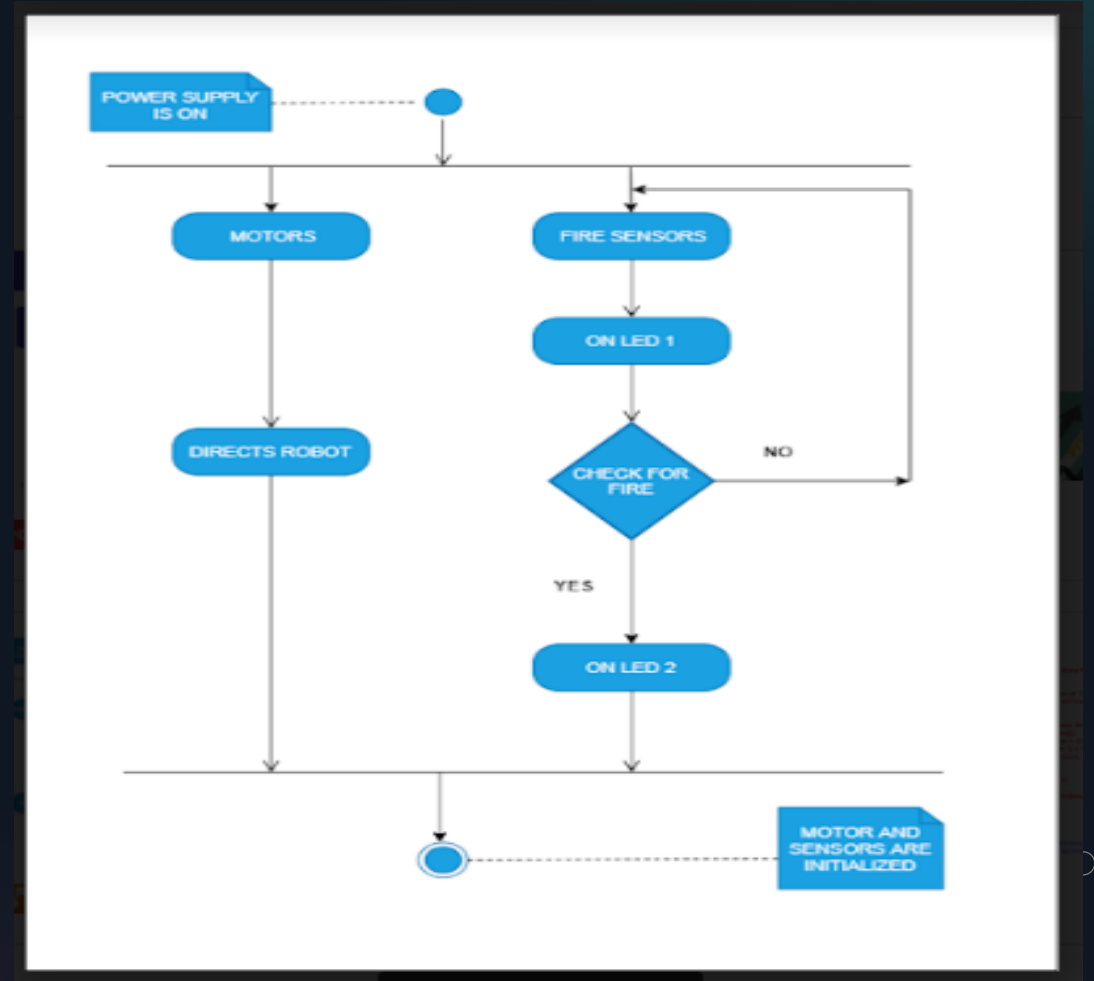 POWER SUPPLY
IS ON
MOTORS
FIRE SENSORS
ON LED 1
DIRECTS ROBOT
NO
CHECK FOR
FIRE
YES
ON LED 2
MOTOR AND
SENSORS ARE
INITIALIZED